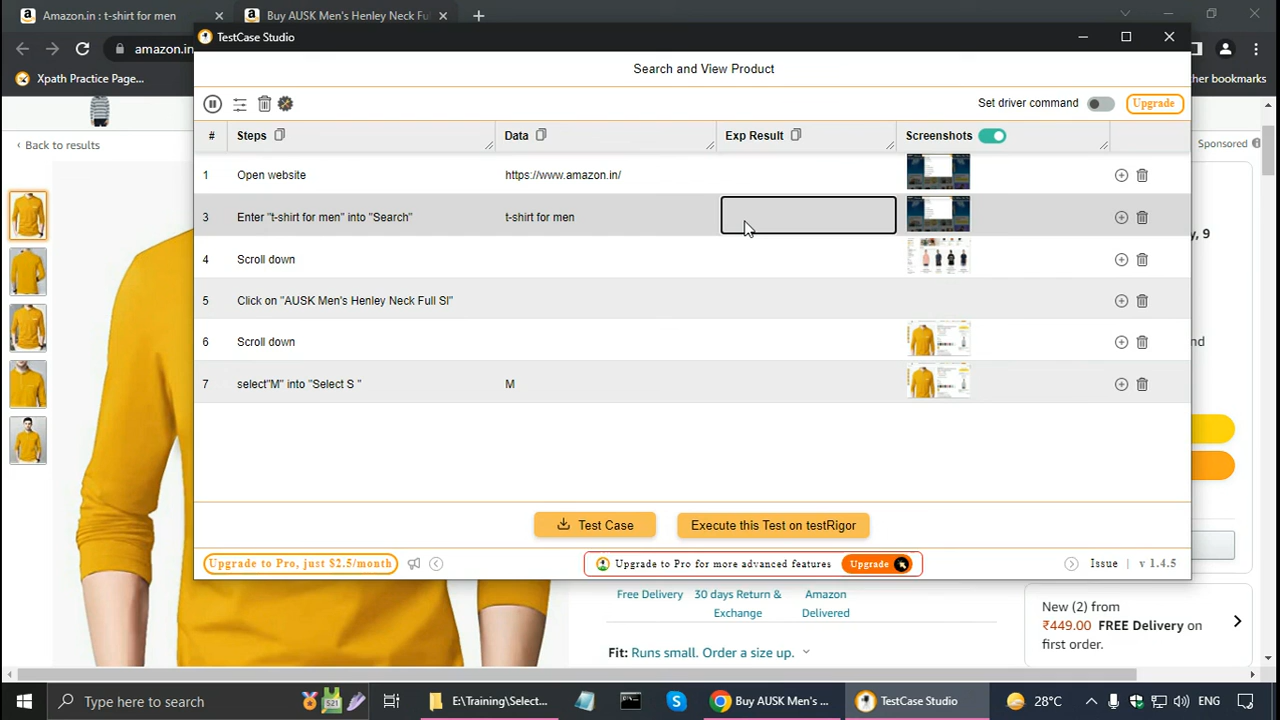 Amazon.in : t-shirt for men
Buy AUSK Men's Henley Neck Ful
amazon.in
TestCase Studio
Xpath Practice Page...
her bookmarks
Search and View Product
Set driver command
Upgrade
# Steps Data Exp Result Screenshots
1 Open website https://www.amazon.in/
3 Enter "t-shirt for men" into "Search" t-shirt for men
4 Scroll down
5 Click on "AUSK Men's Henley Neck Full Sl"
6 Scroll down
7 select"M" into "Select S " M
Test Case
Execute this Test on testRigor
Upgrade to Pro, just $2.5/month
Upgrade to Pro for more advanced features Upgrade
Issue | v 1.4.5
Back to results
Sponsored
, 9
and
Free Delivery
30 days Return &
Exchange
Amazon
Delivered
Fit: Runs small. Order a size up.
New (2) from
₹449.00 FREE Delivery on
first order.
Type here to search
521
E:\Training\Select...
Buy AUSK Men's ...
TestCase Studio
28°C
ENG